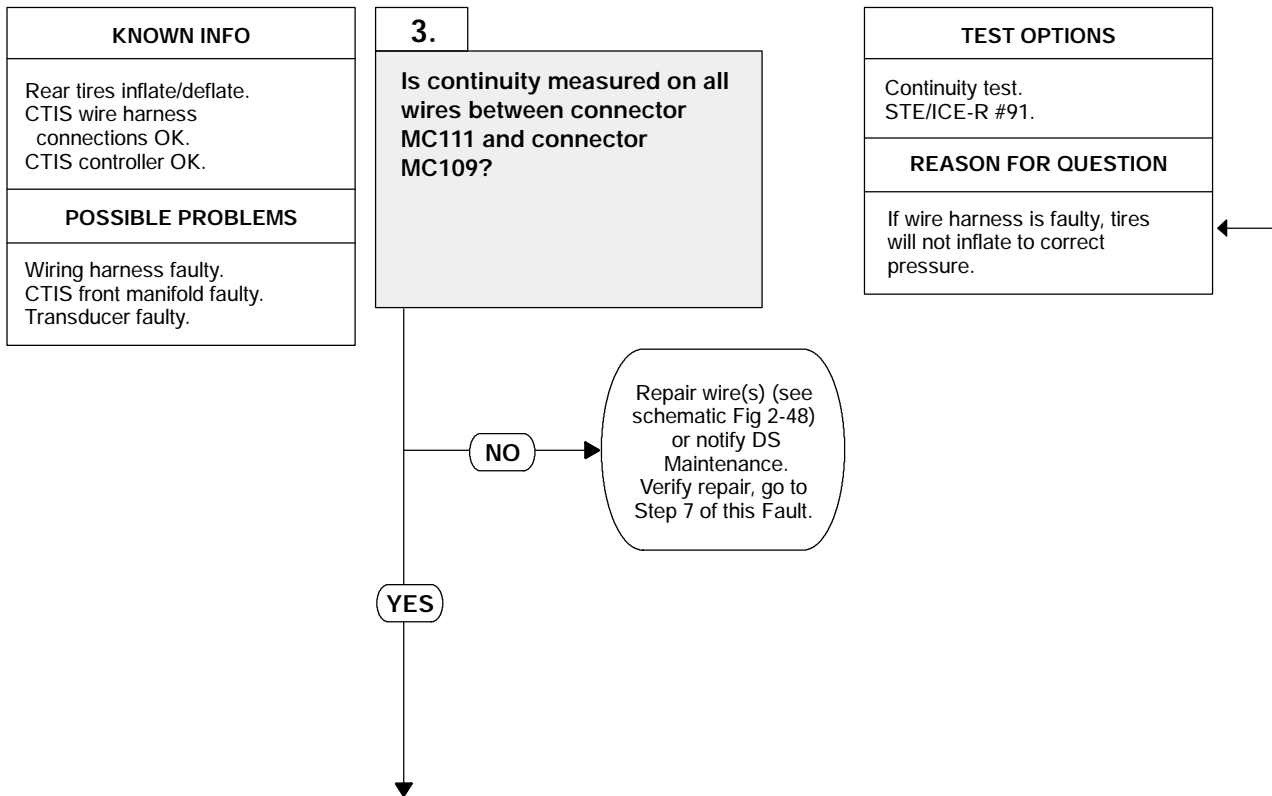 KNOWN INFO
Rear tires inflate/deflate.
CTIS wire harness
connections OK.
CTIS controller OK.
POSSIBLE PROBLEMS
Wiring harness faulty.
CTIS front manifold faulty.
Transducer faulty.
3.
Is continuity measured on all
wires between connector
MC111 and connector
MC109?
TEST OPTIONS
Continuity test.
STE/ICE-R #91.
REASON FOR QUESTION
If wire harness is faulty, tires
will not inflate to correct
pressure.
NO
Repair wire(s) (see
schematic Fig 2-48)
or notify DS
Maintenance.
Verify repair, go to
Step 7 of this Fault.
YES